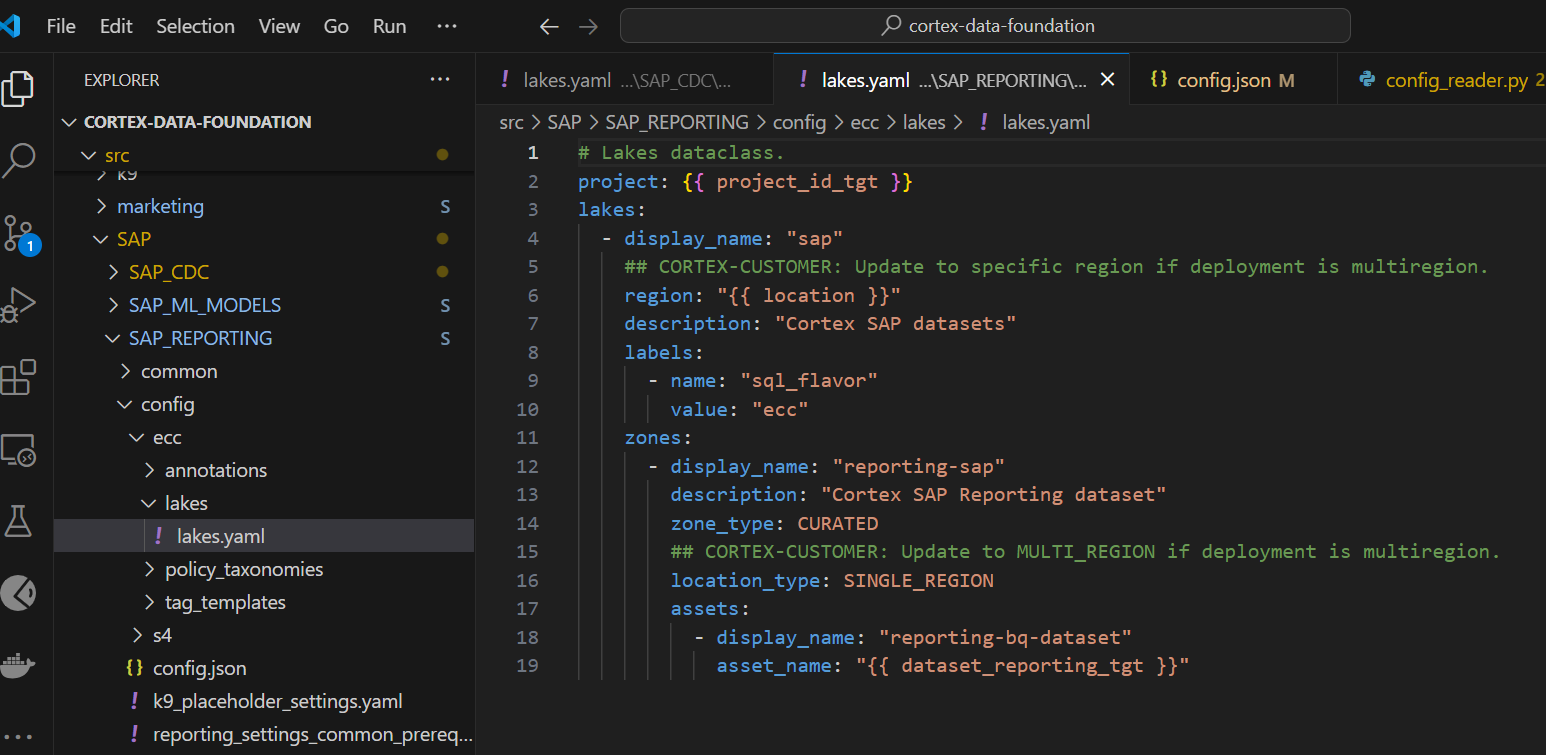 File Edit Selection View Go Run ···
cortex-data-foundation
EXPLORER ···
lakes.yaml ...\SAP_CDC\...
lakes.yaml ...\SAP_REPORTING\...
{} config.json M
config_reader.py 2
CORTEX-DATA-FOUNDATION
src
k9
marketing S
SAP
SAP_CDC
SAP_ML_MODELS S
SAP_REPORTING S
common
config
ecc
annotations
lakes
! lakes.yaml
policy_taxonomies
tag_templates
s4
{} config.json
! k9_placeholder_settings.yaml
! reporting_settings_common_prereq...
1
src > SAP > SAP_REPORTING > config > ecc > lakes > ! lakes.yaml
1 # Lakes dataclass.
2 project: {{ project_id_tgt }}
3 lakes:
4 - display_name: "sap"
5 ## CORTEX-CUSTOMER: Update to specific region if deployment is multiregion.
6 region: "{{ location }}"
7 description: "Cortex SAP datasets"
8 labels:
9 - name: "sql_flavor"
10 value: "ecc"
11 zones:
12 - display_name: "reporting-sap"
13 description: "Cortex SAP Reporting dataset"
14 zone_type: CURATED
15 ## CORTEX-CUSTOMER: Update to MULTI_REGION if deployment is multiregion.
16 location_type: SINGLE_REGION
17 assets:
18 - display_name: "reporting-bq-dataset"
19 asset_name: "{{ dataset_reporting_tgt }}"